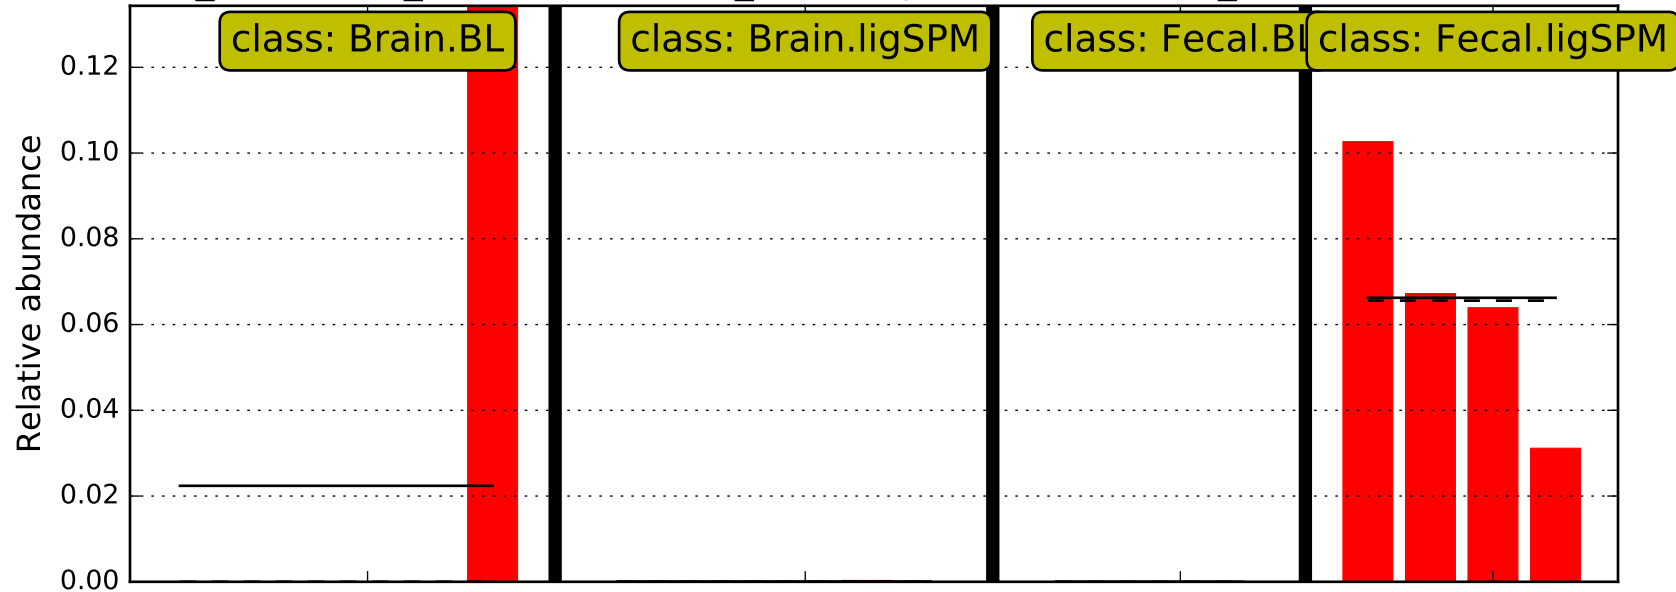 class: Brain.BL
class: Brain.ligSPM
class: Fecal.BL
class: Fecal.ligSPM
Relative abundance
0.12
0.10
0.08
0.06
0.04
0.02
0.00